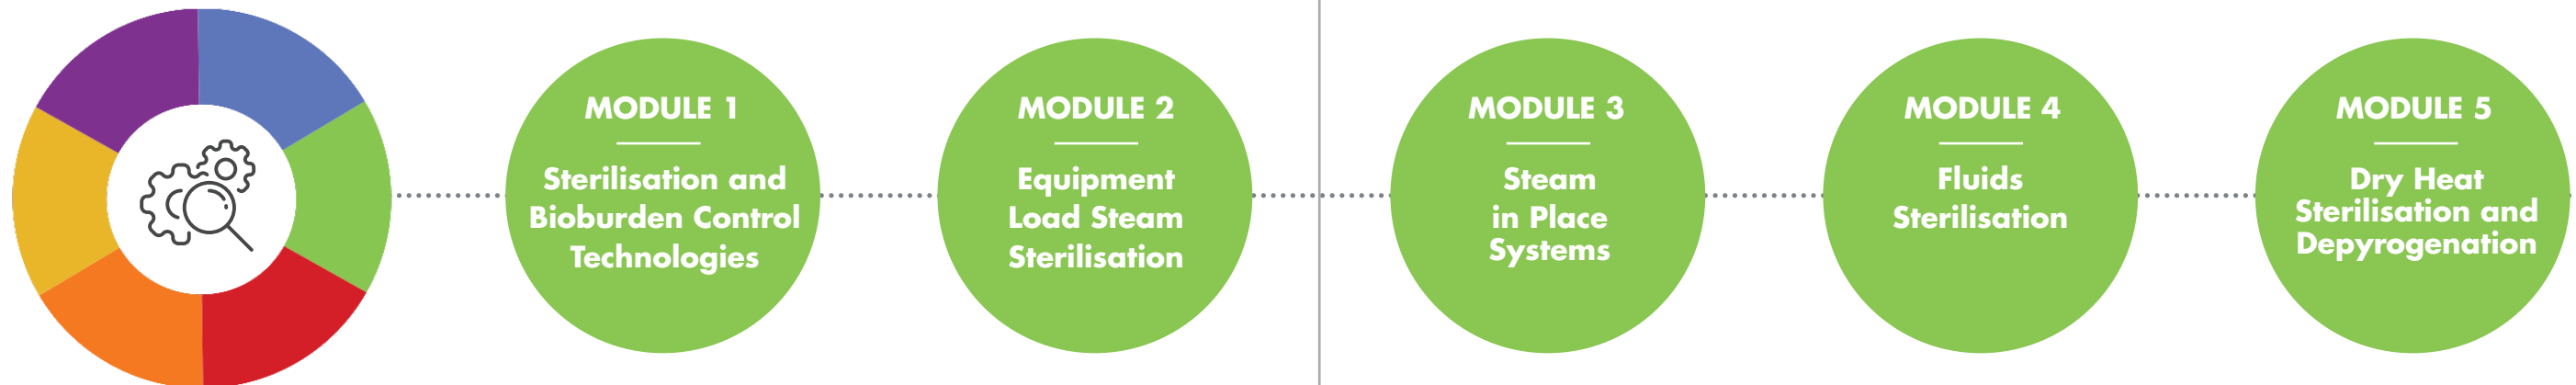 MODULE 1
Sterilisation and
Bioburden Control
Technologies
MODULE 2
Equipment
Load Steam
Sterilisation
MODULE 3
Steam
in Place
Systems
MODULE 4
Fluids
Sterilisation
MODULE 5
Dry Heat
Sterilisation and
Depyrogenation